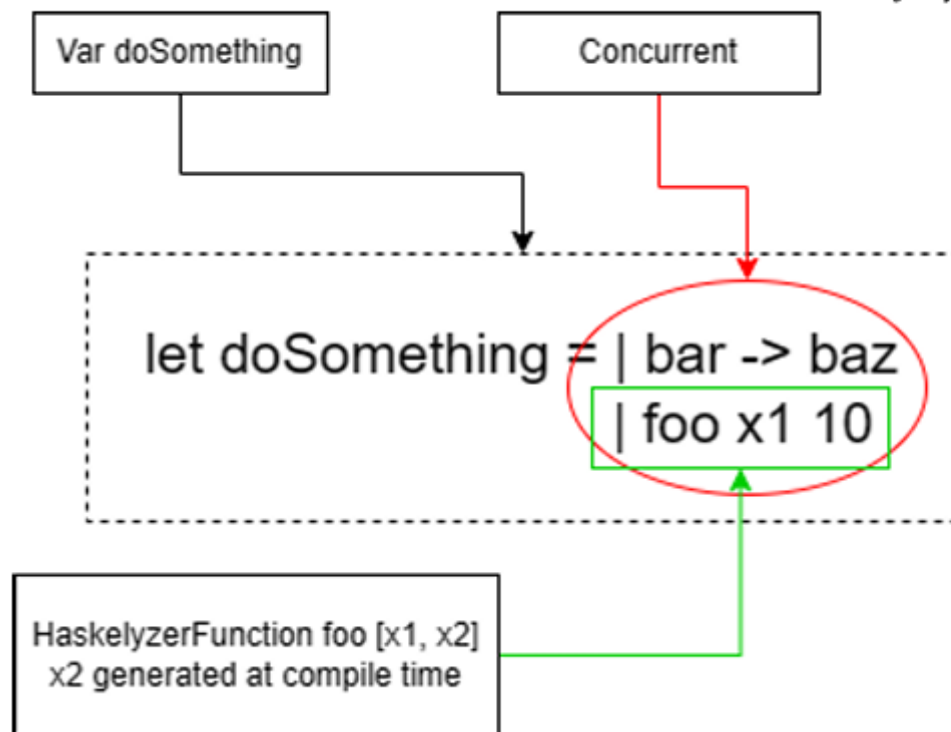 Var doSomething
Concurrent
let doSomething = | bar -> baz
| foo x1 10
HaskelyzerFunction foo [x1, x2]
x2 generated at compile time